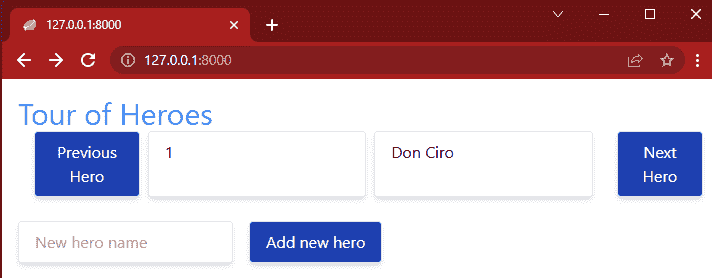 127.0.0.1:8000
127.0.0.1:8000
Tour of Heroes
Previous
Hero
1
Don Ciro
Next
Hero
New hero name
Add new hero